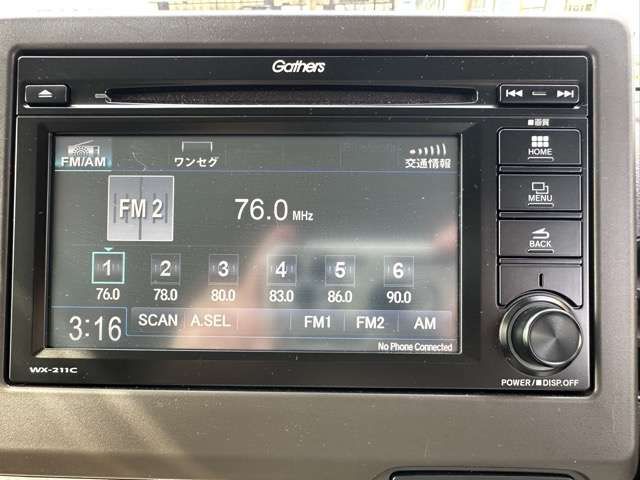 Gathers
■画質
HOME
MENU
BACK
FM/AM
ワンセグ
交通情報
FM 2
76.0 MHz
1 2 3 4 5 6
76.0 78.0 80.0 83.0 86.0 90.0
3:16 SCAN A.SEL FM1 FM2 AM
No Phone Connected
WX-211C
POWER/■DISP.OFF